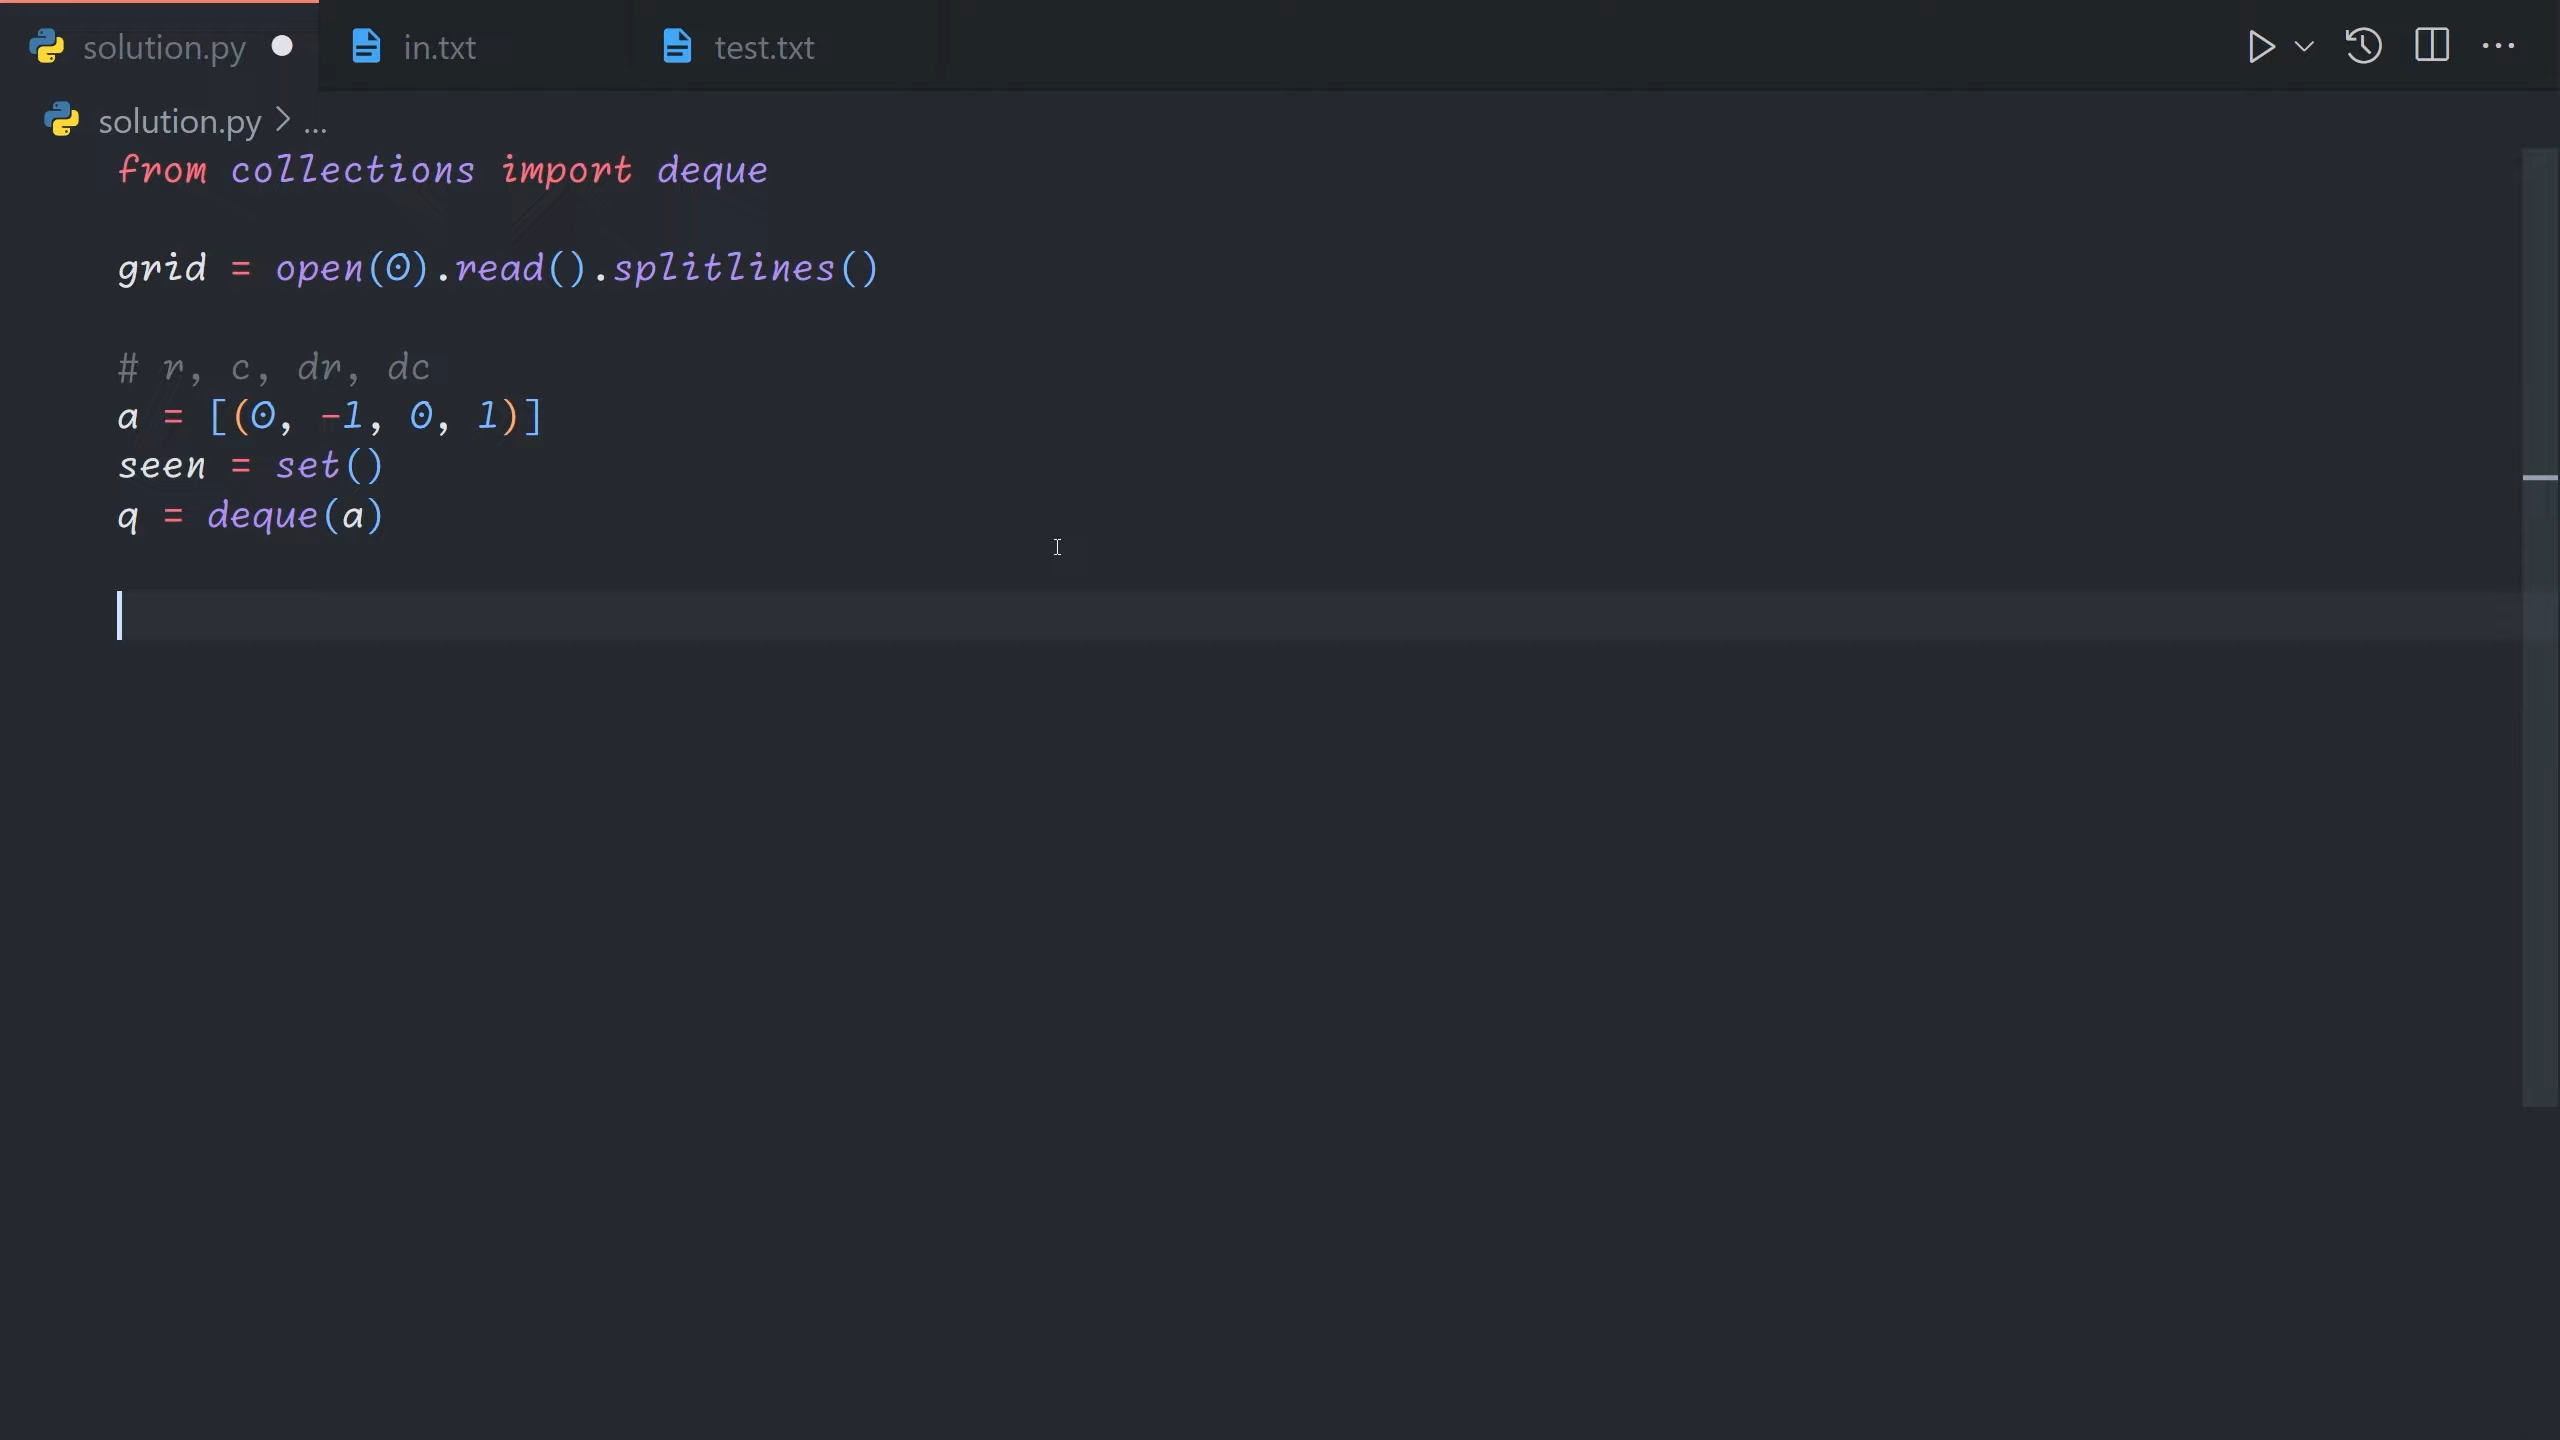 solution.py
in.txt
test.txt
solution.py > ...
from collections import deque
grid = open(0).read().splitlines()
# r, c, dr, dc
a = [(0, -1, 0, 1)]
seen = set()
q = deque(a)